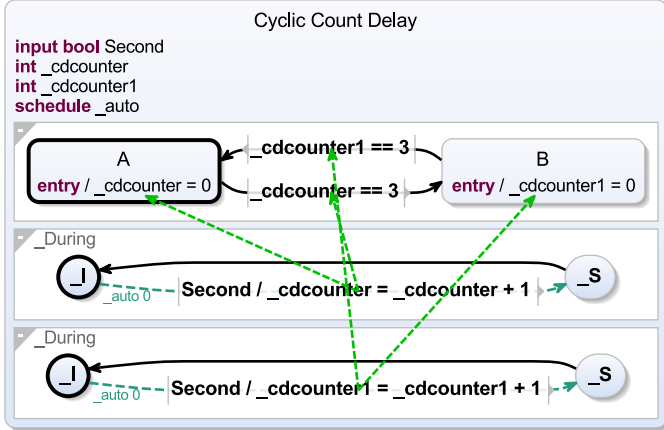 Cyclic Count Delay
input bool Second
int _cdcounter
int _cdcounter1
schedule _auto
-
_cdcounter1 == 3
A
entry / _cdcounter = 0
B
entry / _cdcounter1 = 0
_cdcounter == 3
- _During
_I
_auto 0
Second / _cdcounter = _cdcounter + 1
_S
- _During
_I
_auto 0
Second / _cdcounter1 = _cdcounter1 + 1
_S